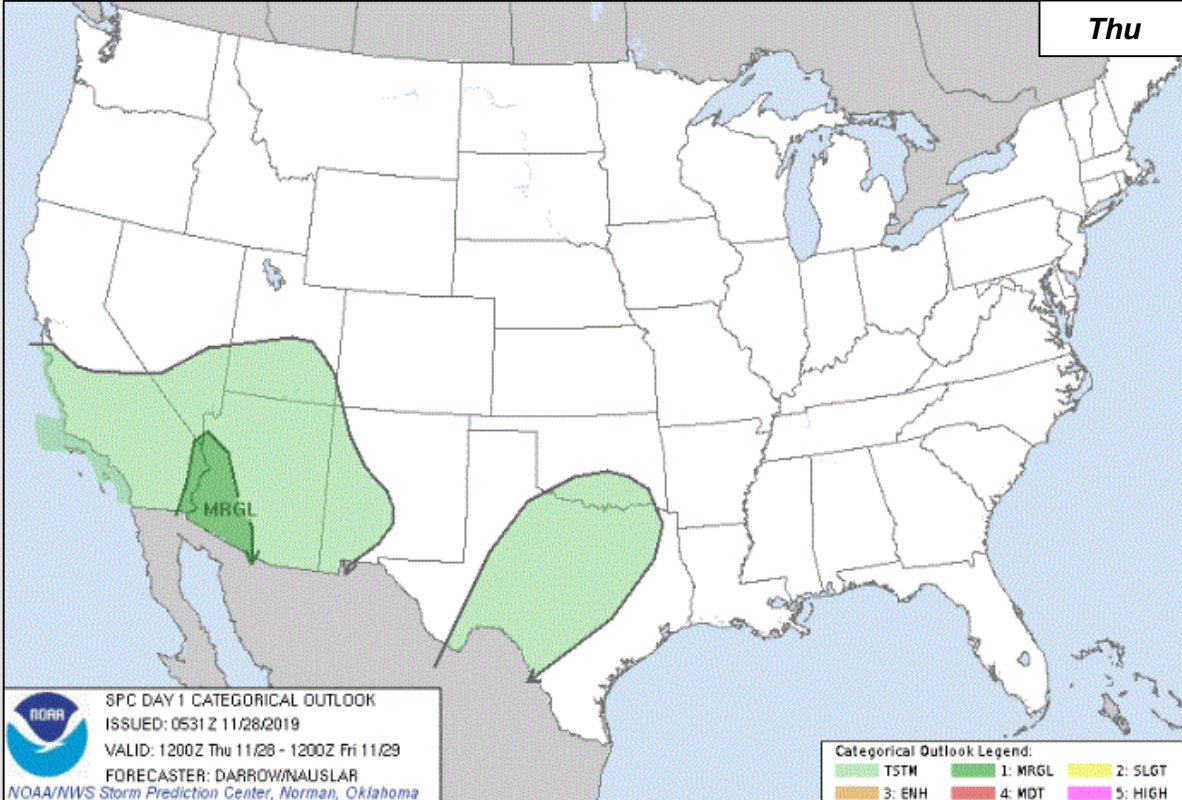 Thu
MRGL
NOAA
SPC DAY 1 CATEGORICAL OUTLOOK
ISSUED: 0531Z 11/28/2019
VALID: 1200Z Thu 11/28 - 1200Z Fri 11/29
FORECASTER: DARROW/NAUSLAR
NOAA/NWS Storm Prediction Center, Norman, Oklahoma
Categorical Outlook Legend:
TSTM 1: MRGL 2: SLGT
3: ENH 4: MDT 5: HIGH